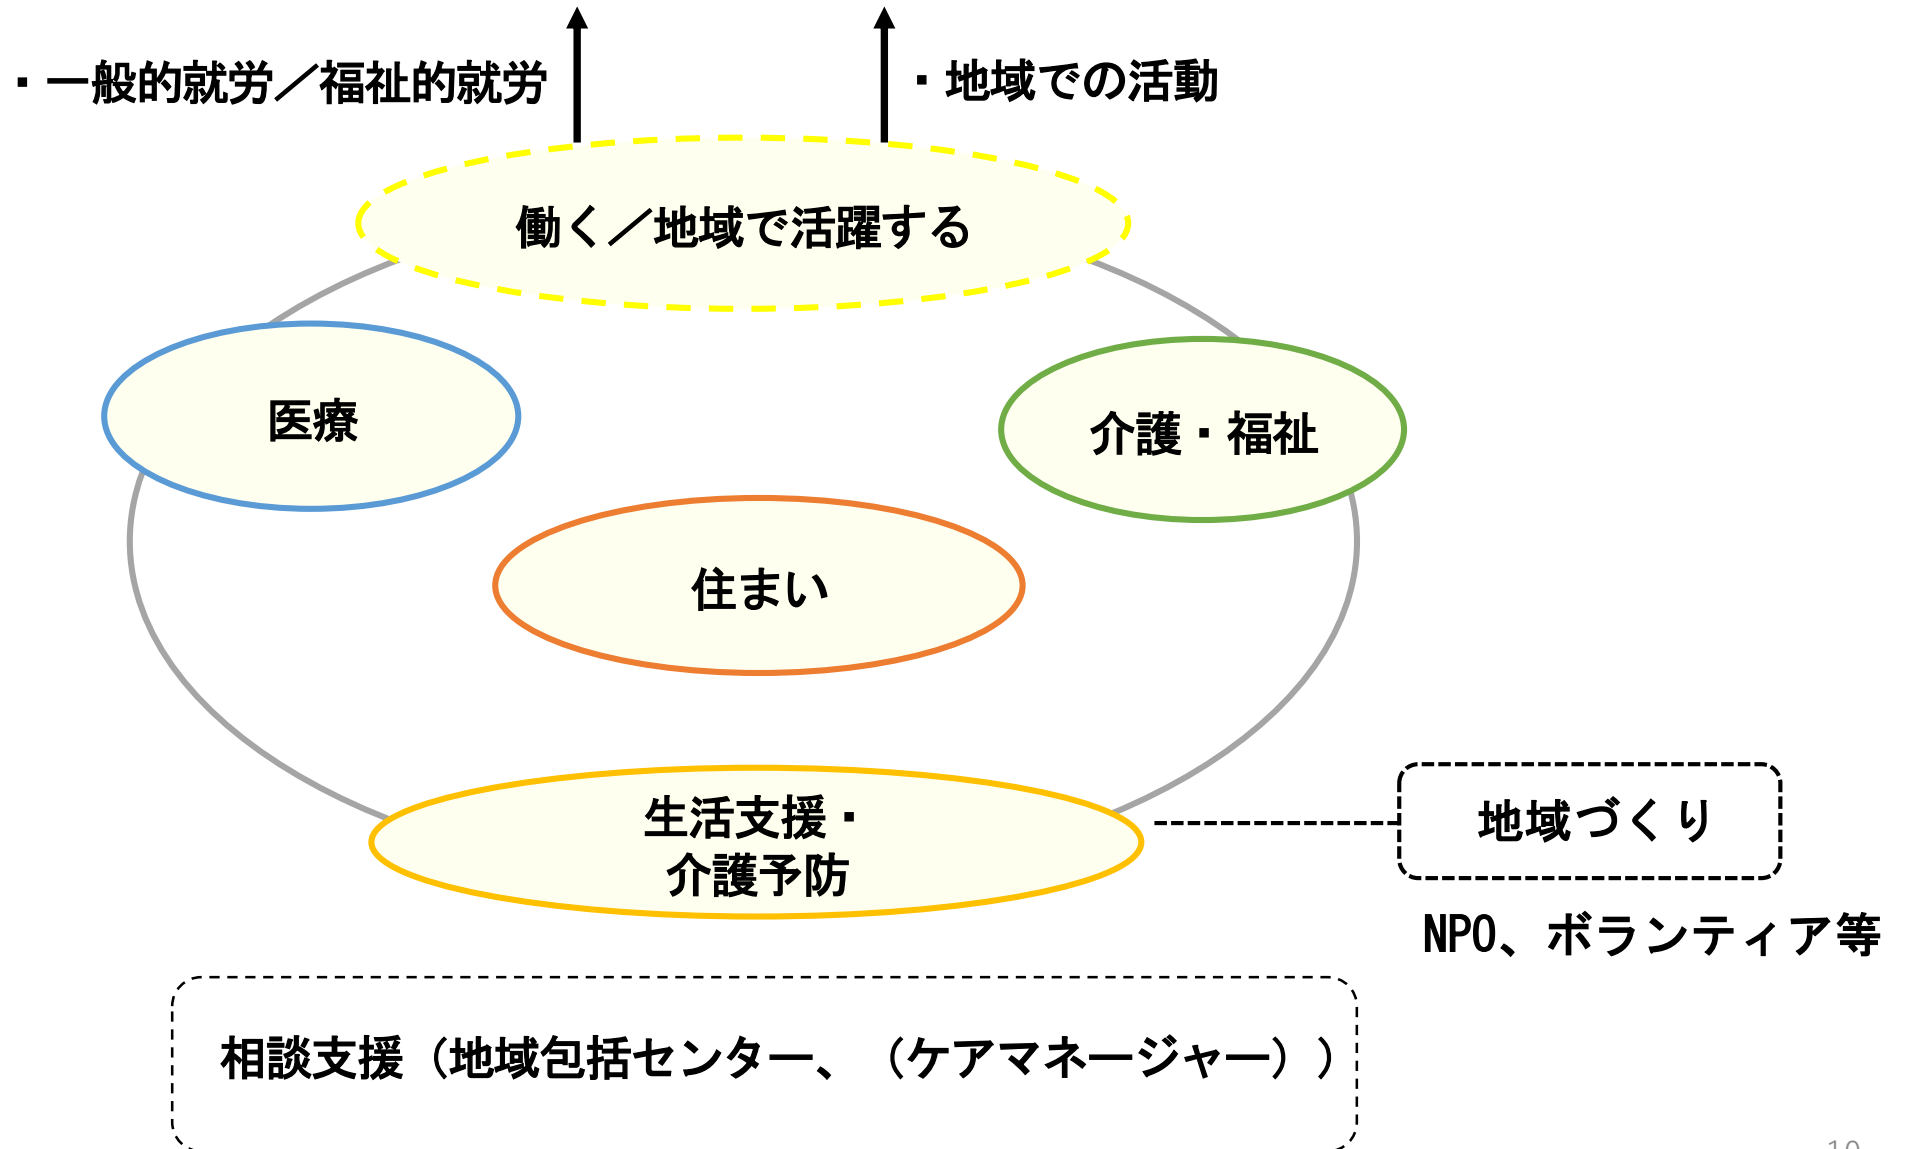 ・一般的就労／福祉的就労
・地域での活動
働く／地域で活躍する
医療
介護・福祉
住まい
生活支援・
介護予防
地域づくり
NPO、ボランティア等
相談支援（地域包括センター、（ケアマネージャー））